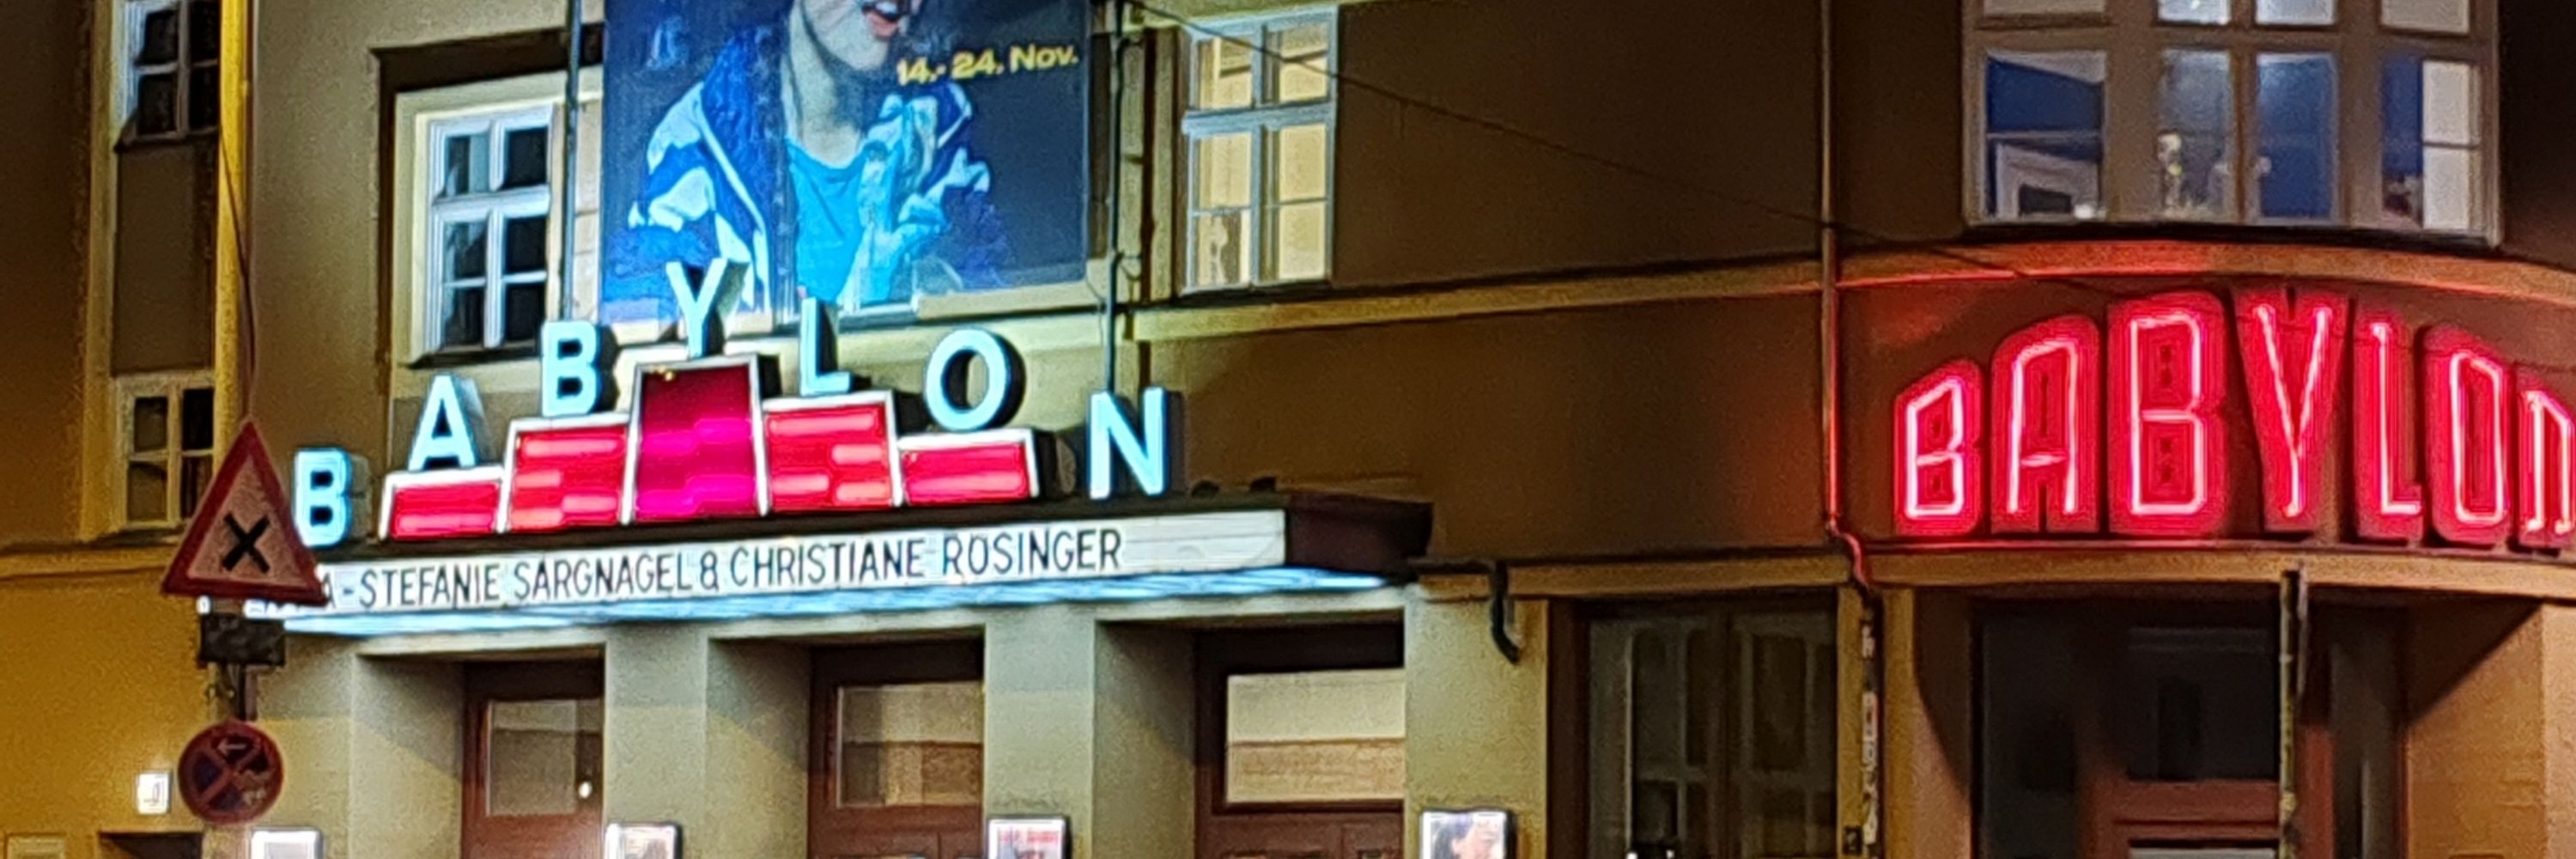 14.- 24. Nov.
BABYLON
BABYLON
-STEFANIE SARGNAGEL & CHRISTIANE RÖSINGER